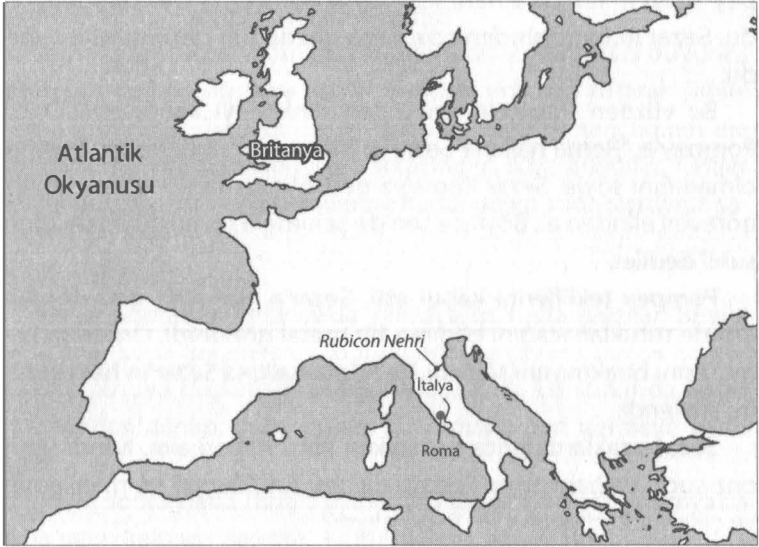 Atlantik
Okyanusu
Britanya
Rubicon Nehri
İtalya
Roma